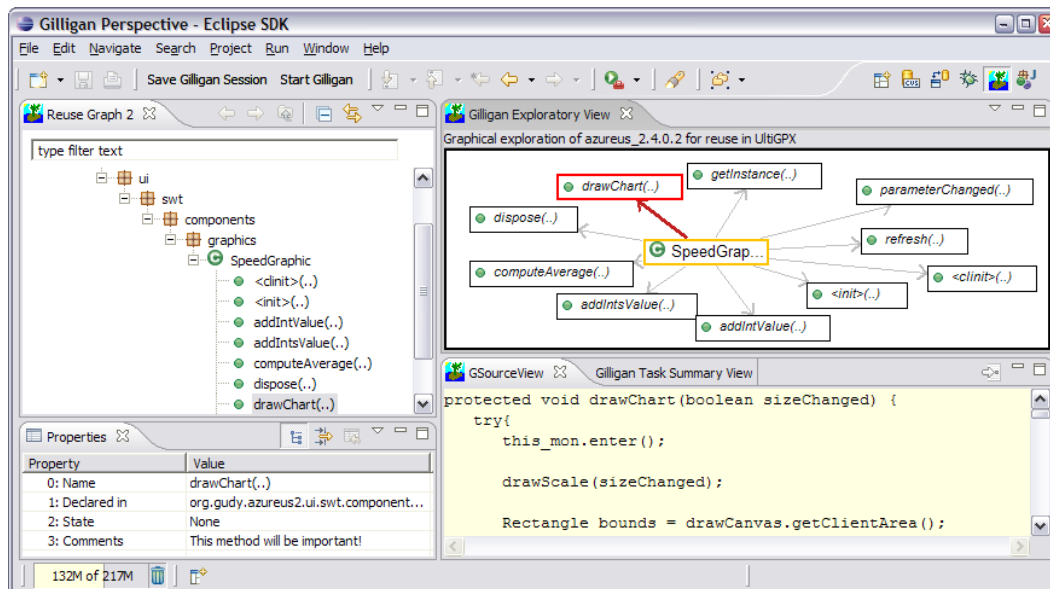 Gilligan Perspective - Eclipse SDK
File Edit Navigate Search Project Run Window Help
Save Gilligan Session Start Gilligan
Reuse Graph 2
type filter text
ui
swt
components
graphics
SpeedGraphic
<clinit>(..)
<init>(..)
addIntValue(..)
addIntsValue(..)
computeAverage(..)
dispose(..)
drawChart(..)
Properties
Property Value
0: Name drawChart(..)
1: Declared in org.gudy.azureus2.ui.swt.component...
2: State None
3: Comments This method will be important!
Gilligan Exploratory View
Graphical exploration of azureus_2.4.0.2 for reuse in UltiGPX
drawChart(..)
getInstance(..)
parameterChanged(..)
dispose(..)
refresh(..)
SpeedGrap...
computeAverage(..)
<clinit>(..)
<init>(..)
addIntsValue(..)
addIntValue(..)
GSourceView Gilligan Task Summary View
protected void drawChart(boolean sizeChanged) {
try{
this_mon.enter();
drawScale(sizeChanged);
Rectangle bounds = drawCanvas.getClientArea();
132M of 217M